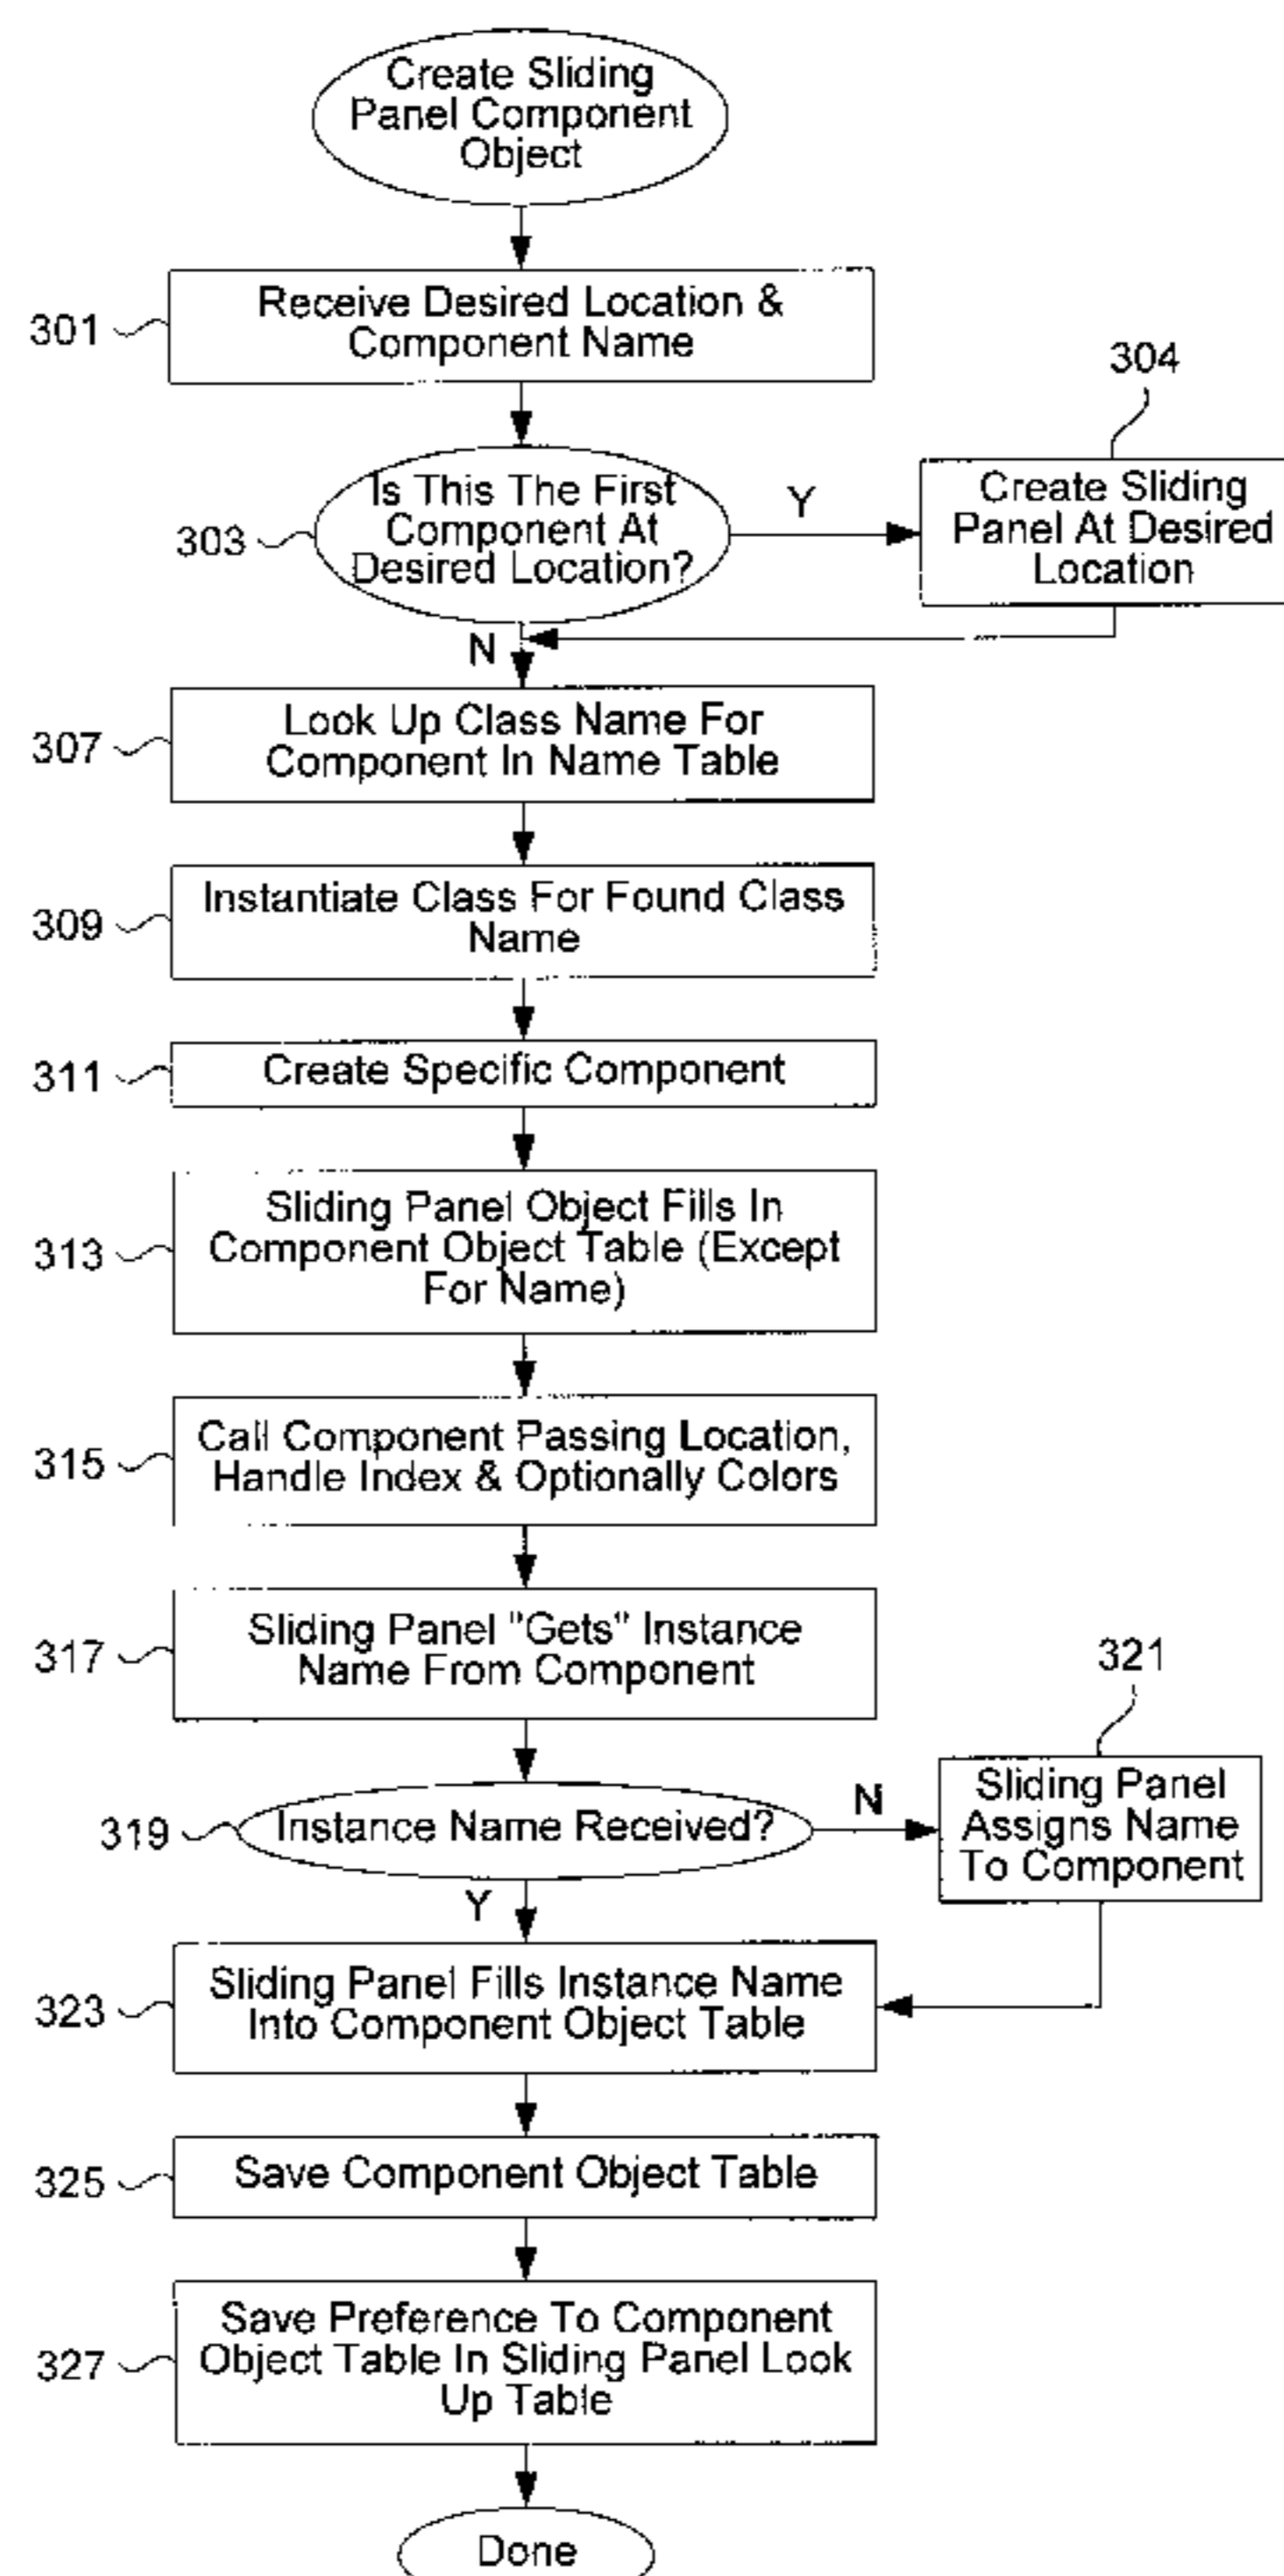 Create Sliding
Panel Component
Object
301
Receive Desired Location &
Component Name
304
303
Is This The First
Component At
Desired Location?
Y
Create Sliding
Panel At Desired
Location
N
307
Look Up Class Name For
Component In Name Table
309
Instantiate Class For Found Class
Name
311
Create Specific Component
313
Sliding Panel Object Fills In
Component Object Table (Except
For Name)
315
Call Component Passing Location,
Handle Index & Optionally Colors
317
Sliding Panel "Gets" Instance
Name From Component
321
319
Instance Name Received?
N
Sliding Panel
Assigns Name
To Component
Y
323
Sliding Panel Fills Instance Name
Into Component Object Table
325
Save Component Object Table
327
Save Preference To Component
Object Table In Sliding Panel Look
Up Table
Done